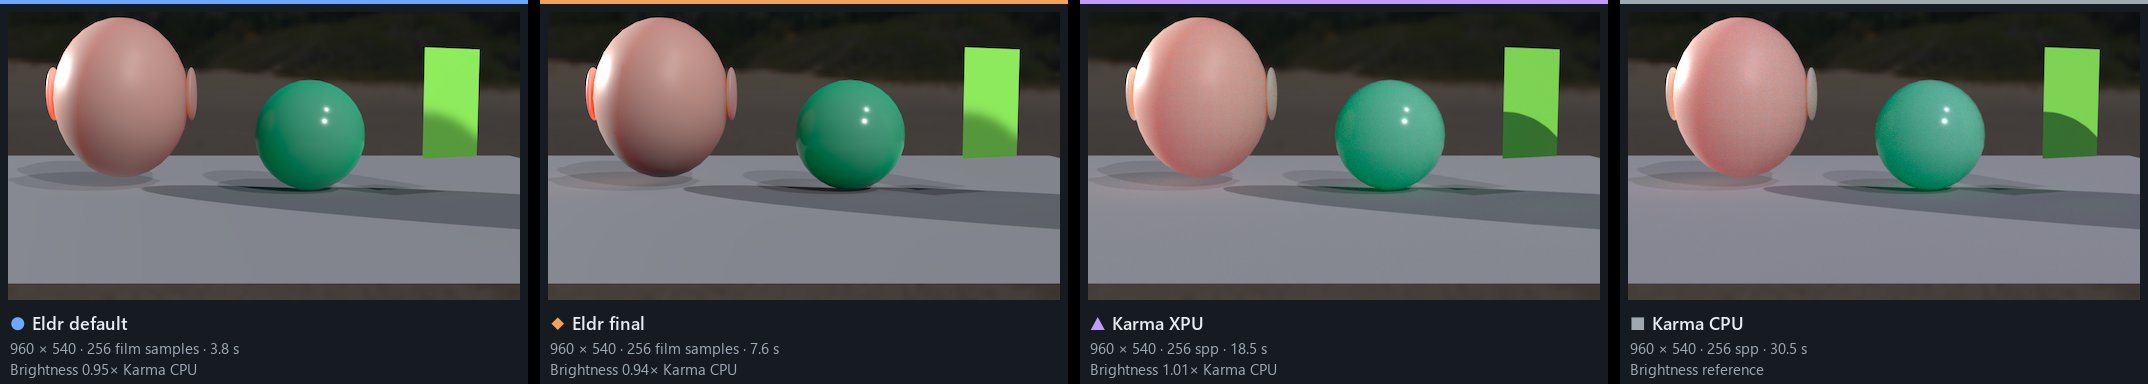 Eldr default
960 × 540 · 256 film samples · 3.8 s
Brightness 0.95× Karma CPU
Eldr final
960 × 540 · 256 film samples · 7.6 s
Brightness 0.94× Karma CPU
Karma XPU
960 × 540 · 256 spp · 18.5 s
Brightness 1.01× Karma CPU
Karma CPU
960 × 540 · 256 spp · 30.5 s
Brightness reference